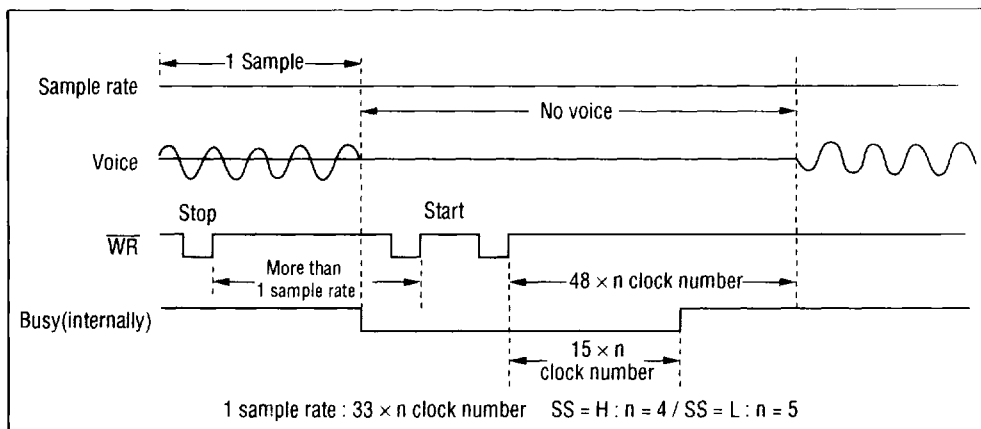 1 Sample
Sample rate
No voice
Voice
Stop
Start
WR
More than
1 sample rate
48 × n clock number
Busy(internally)
15 × n
clock number
1 sample rate : 33 × n clock number SS = H : n = 4 / SS = L : n = 5